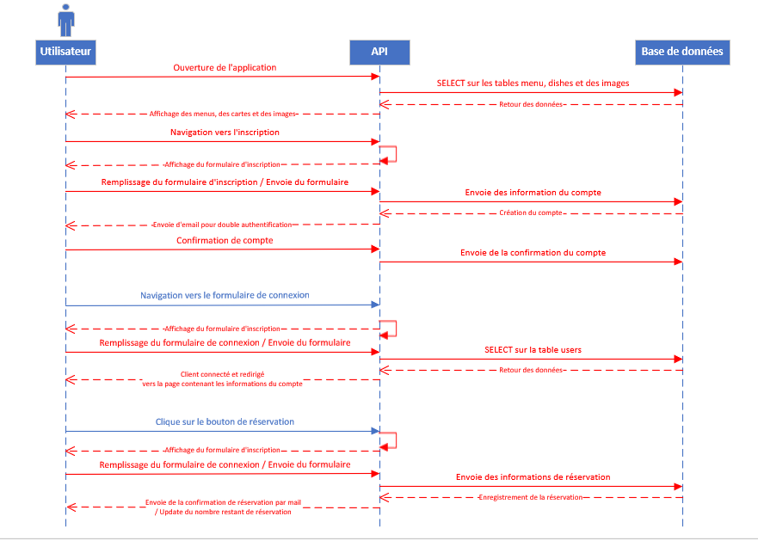 Utilisateur
API
Base de données
Ouverture de l'application
SELECT sur les tables menu, dishes et des images
Retour des données
Affichage des menus, des cartes et des images
Navigation vers l'inscription
Affichage du formulaire d'inscription
Remplissage du formulaire d'inscription / Envoie du formulaire
Envoie des information du compte
Création du compte
Envoie d'email pour double authentification
Confirmation de compte
Envoie de la confirmation du compte
Navigation vers le formulaire de connexion
Affichage du formulaire d'inscription
Remplissage du formulaire de connexion / Envoie du formulaire
SELECT sur la table users
Retour des données
Client connecté et redirigé
vers la page contenant les informations du compte
Clique sur le bouton de réservation
Affichage du formulaire d'inscription
Remplissage du formulaire de connexion / Envoie du formulaire
Envoie des informations de réservation
Enregistrement de la réservation
Envoie de la confirmation de réservation par mail
/ Update du nombre restant de réservation